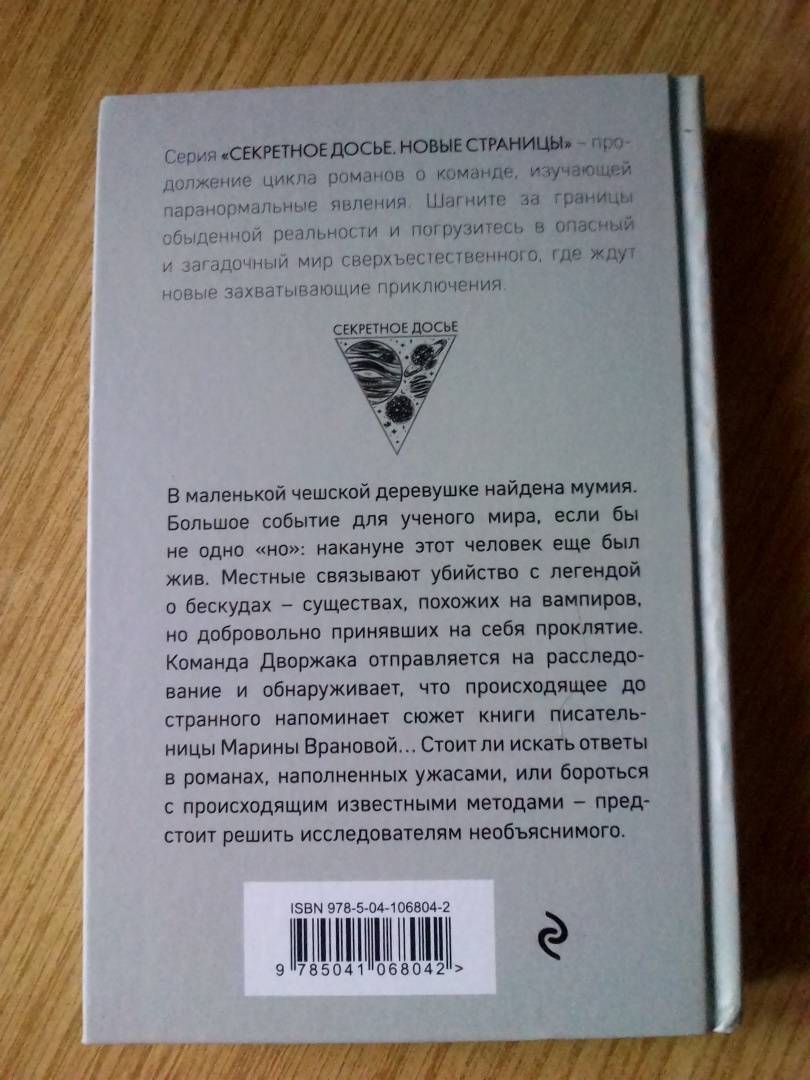 Серия «СЕКРЕТНОЕ ДОСЬЕ. НОВЫЕ СТРАНИЦЫ» – про-
должение цикла романов о команде, изучающей
паранормальные явления. Шагните за границы
обыденной реальности и погрузитесь в опасный
и загадочный мир сверхъестественного, где ждут
новые захватывающие приключения.
СЕКРЕТНОЕ ДОСЬЕ
В маленькой чешской деревушке найдена мумия.
Большое событие для ученого мира, если бы
не одно «но»: накануне этот человек еще был
жив. Местные связывают убийство с легендой
о бескудах – существах, похожих на вампиров,
но добровольно принявших на себя проклятие.
Команда Дворжака отправляется на расследо-
вание и обнаруживает, что происходящее до
странного напоминает сюжет книги писатель-
ницы Марины Врановой... Стоит ли искать ответы
в романах, наполненных ужасами, или бороться
с происходящим известными методами – пред-
стоит решить исследователям необъяснимого.
ISBN 978-5-04-106804-2
9 785041 068042 >